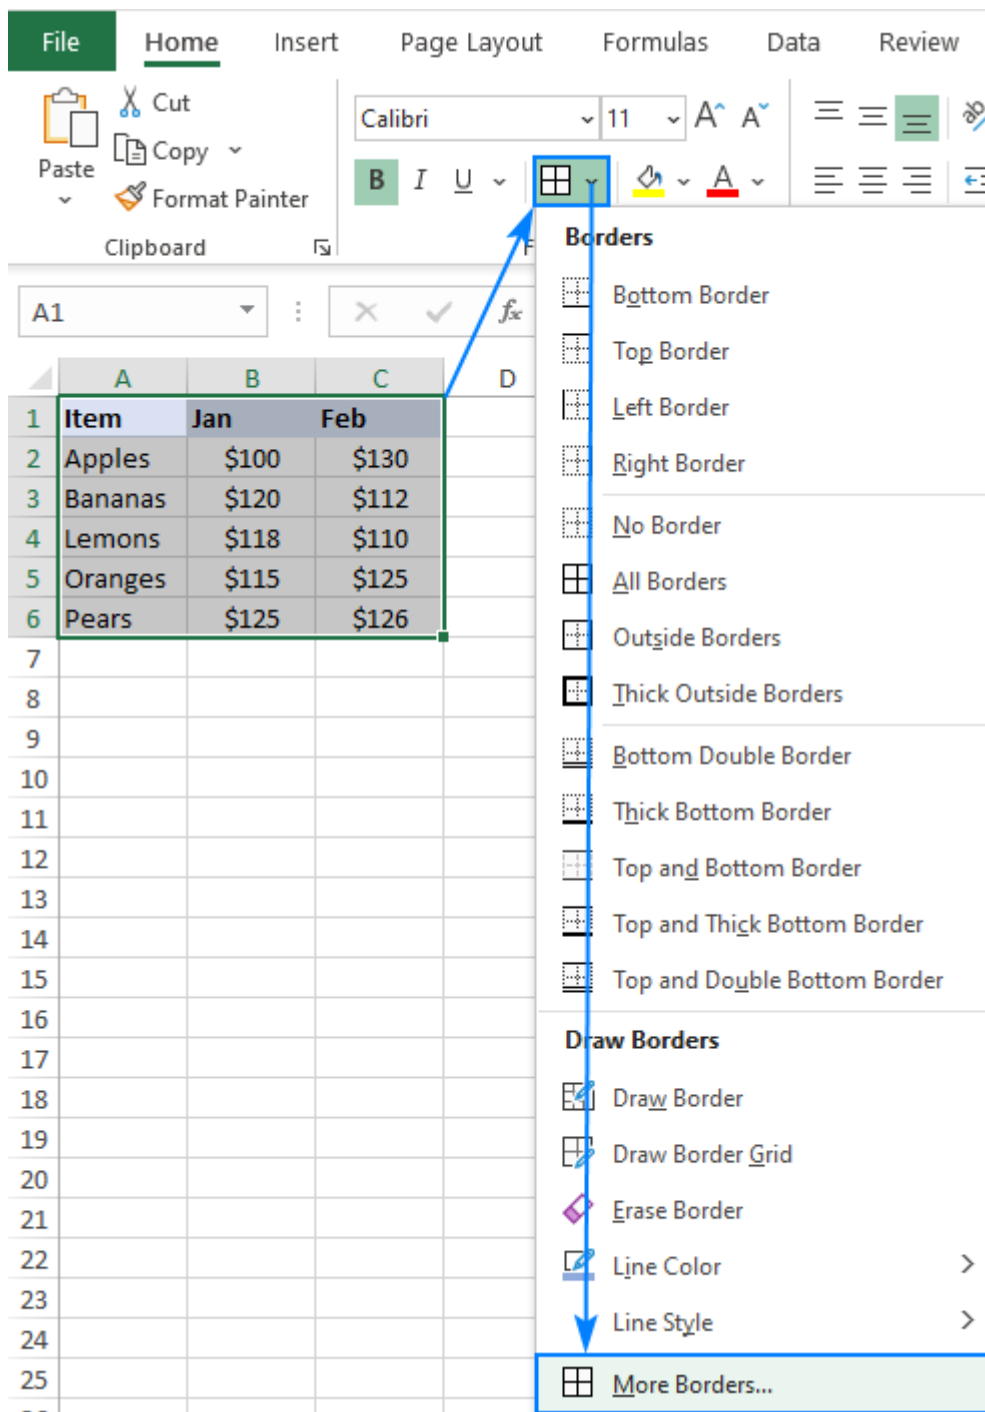 File Home Insert Page Layout Formulas Data Review
Cut
Copy
Paste
Format Painter
Clipboard
Calibri 11 A A
B I U A
A1 fx
A B C D
1 Item Jan Feb
2 Apples $100 $130
3 Bananas $120 $112
4 Lemons $118 $110
5 Oranges $115 $125
6 Pears $125 $126
7
8
9
10
11
12
13
14
15
16
17
18
19
20
21
22
23
24
25
Borders
Bottom Border
Top Border
Left Border
Right Border
No Border
All Borders
Outside Borders
Thick Outside Borders
Bottom Double Border
Thick Bottom Border
Top and Bottom Border
Top and Thick Bottom Border
Top and Double Bottom Border
Draw Borders
Draw Border
Draw Border Grid
Erase Border
Line Color
Line Style
More Borders...